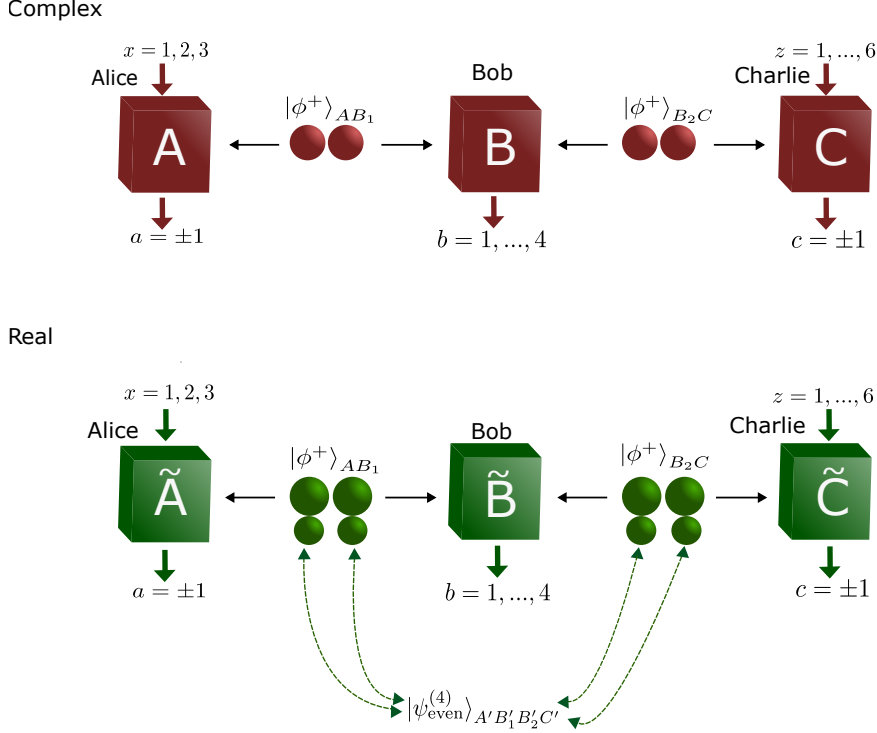 Complex
x = 1, 2, 3
z = 1, ..., 6
Alice
Bob
Charlie
|ϕ⁺⟩_{AB₁}
|ϕ⁺⟩_{B₂C}
A
B
C
a = ±1
b = 1, ..., 4
c = ±1
Real
x = 1, 2, 3
z = 1, ..., 6
Alice
Bob
Charlie
|ϕ⁺⟩_{AB₁}
|ϕ⁺⟩_{B₂C}
Ã
B̃
C̃
a = ±1
b = 1, ..., 4
c = ±1
|ψ_{even}^{(4)}⟩_{A'B'₁B'₂C'}